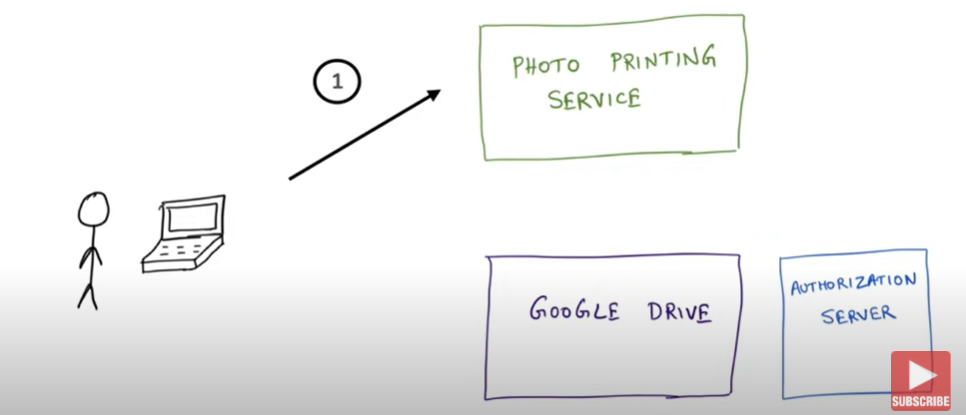 1
PHOTO PRINTING
SERVICE
GOOGLE DRIVE
AUTHORIZATION
SERVER
SUBSCRIBE